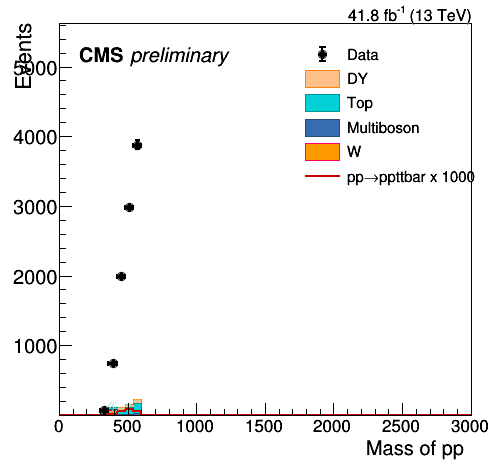 41.8 fb⁻¹ (13 TeV)
Events
CMS preliminary
Data
DY
Top
Multiboson
W
pp→ppttbar x 1000
5000
4000
3000
2000
1000
0 500 1000 1500 2000 2500 3000
Mass of pp